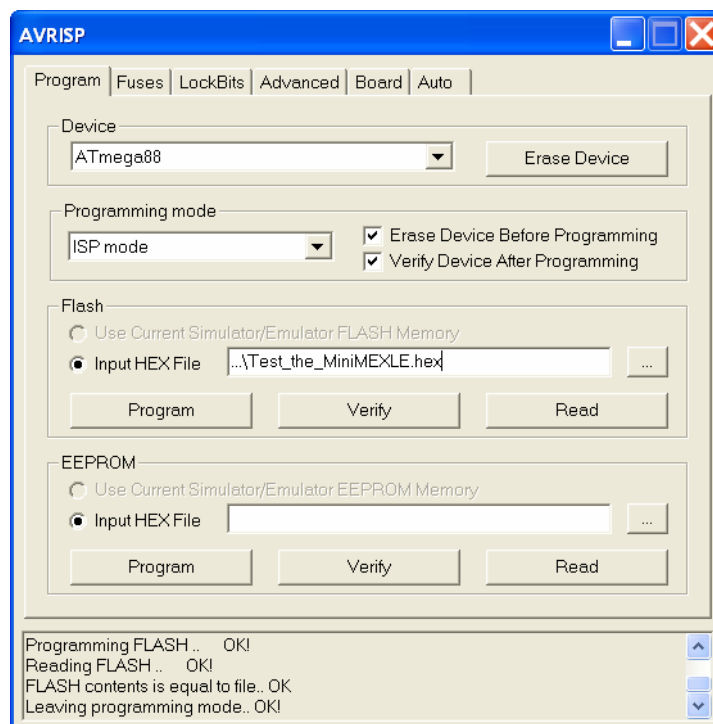 AVRISP
Program Fuses LockBits Advanced Board Auto
Device
ATmega88 Erase Device
Programming mode
ISP mode
Erase Device Before Programming
Verify Device After Programming
Flash
Use Current Simulator/Emulator FLASH Memory
Input HEX File ...\Test_the_MiniMEXLE.hex ...
Program Verify Read
EEPROM
Use Current Simulator/Emulator EEPROM Memory
Input HEX File ...
Program Verify Read
Programming FLASH .. OK!
Reading FLASH .. OK!
FLASH contents is equal to file.. OK
Leaving programming mode.. OK!